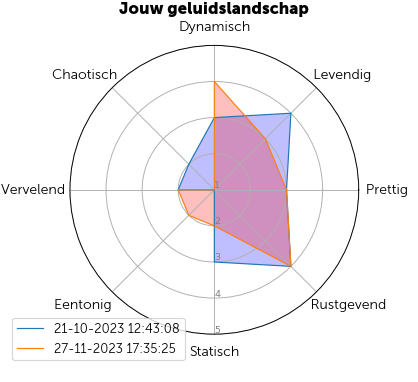 Jouw geluidslandschap
Dynamisch
Chaotisch
Levendig
1
Vervelend
Prettig
2
3
4
Eentonig
Rustgevend
5
21-10-2023 12:43:08
27-11-2023 17:35:25
Statisch